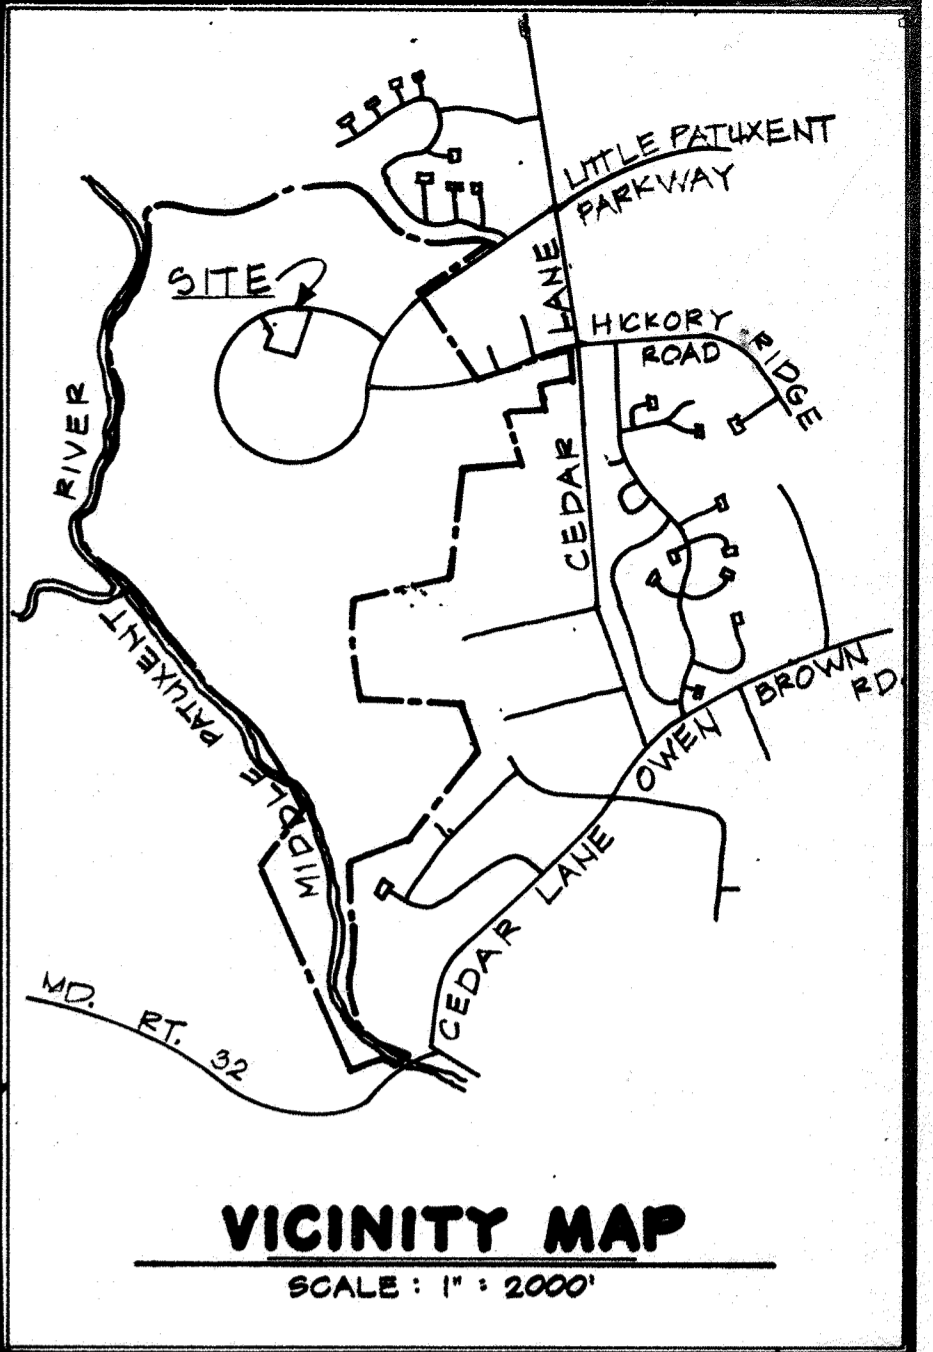 LITTLE PATUXENT
PARKWAY
SITE
LANE
HICKORY RIDGE
ROAD
RIVER
CEDAR
PATUXENT
MIDDLE
OWEN BROWN RD.
CEDAR LANE
MD. RT. 32
VICINITY MAP
SCALE : 1" : 2000'